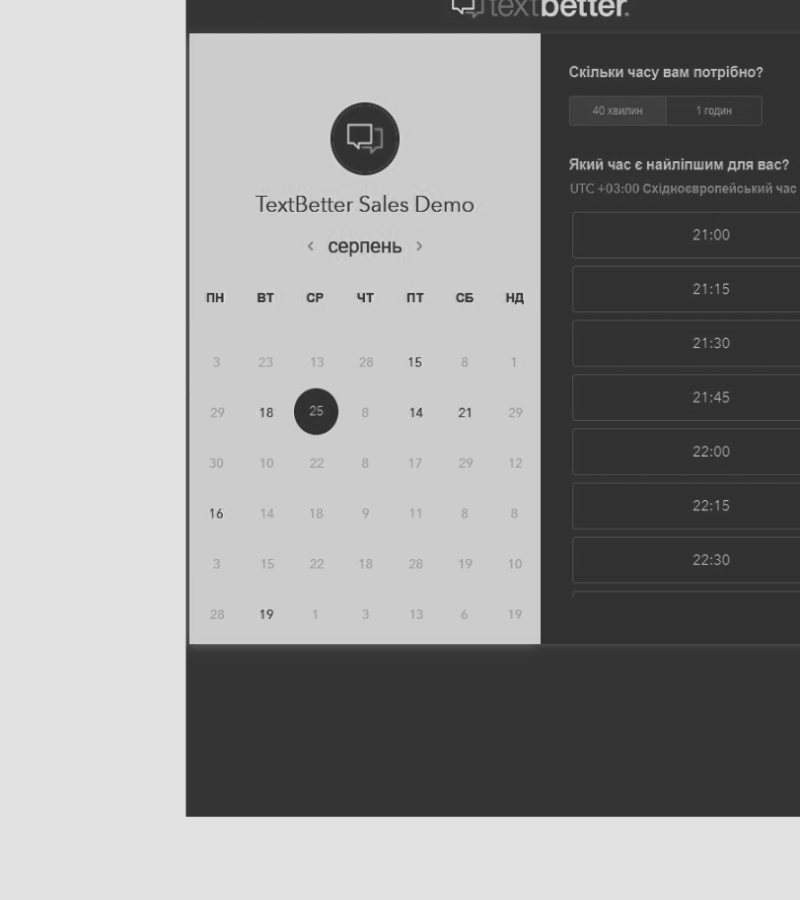 textbetter.
TextBetter Sales Demo
‹ серпень ›
ПН ВТ СР ЧТ ПТ СБ НД
3 23 13 28 15 8 1
29 18 25 8 14 21 29
30 10 22 8 17 29 12
16 14 18 9 11 8 8
3 15 22 18 28 19 10
28 19 1 3 13 6 19
Скільки часу вам потрібно?
40 хвилин 1 годин
Який час є найліпшим для вас?
UTC +03:00 Східноєвропейський час
21:00
21:15
21:30
21:45
22:00
22:15
22:30